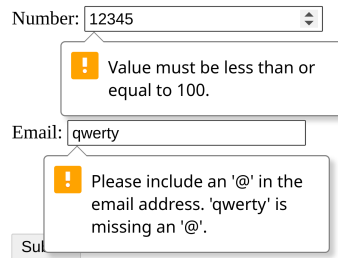 Number: 12345
Value must be less than or
equal to 100.
Email: qwerty
Please include an '@' in the
email address. 'qwerty' is
missing an '@'.